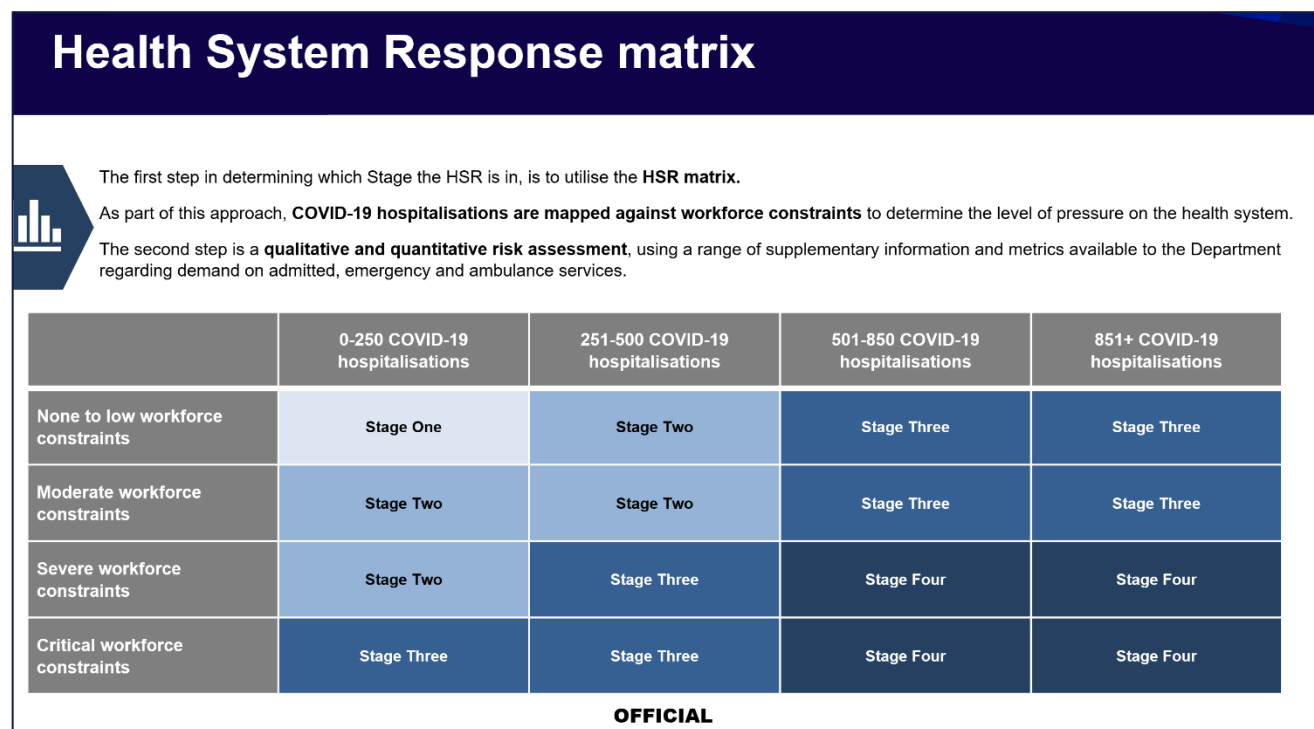 Health System Response matrix
The first step in determining which Stage the HSR is in, is to utilise the HSR matrix.
As part of this approach, COVID-19 hospitalisations are mapped against workforce constraints to determine the level of pressure on the health system.
The second step is a qualitative and quantitative risk assessment, using a range of supplementary information and metrics available to the Department
regarding demand on admitted, emergency and ambulance services.
0-250 COVID-19
hospitalisations
251-500 COVID-19
hospitalisations
501-850 COVID-19
hospitalisations
851+ COVID-19
hospitalisations
None to low workforce
constraints
Stage One
Stage Two
Stage Three
Stage Three
Moderate workforce
constraints
Stage Two
Stage Two
Stage Three
Stage Three
Severe workforce
constraints
Stage Two
Stage Three
Stage Four
Stage Four
Critical workforce
constraints
Stage Three
Stage Three
Stage Four
Stage Four
OFFICIAL